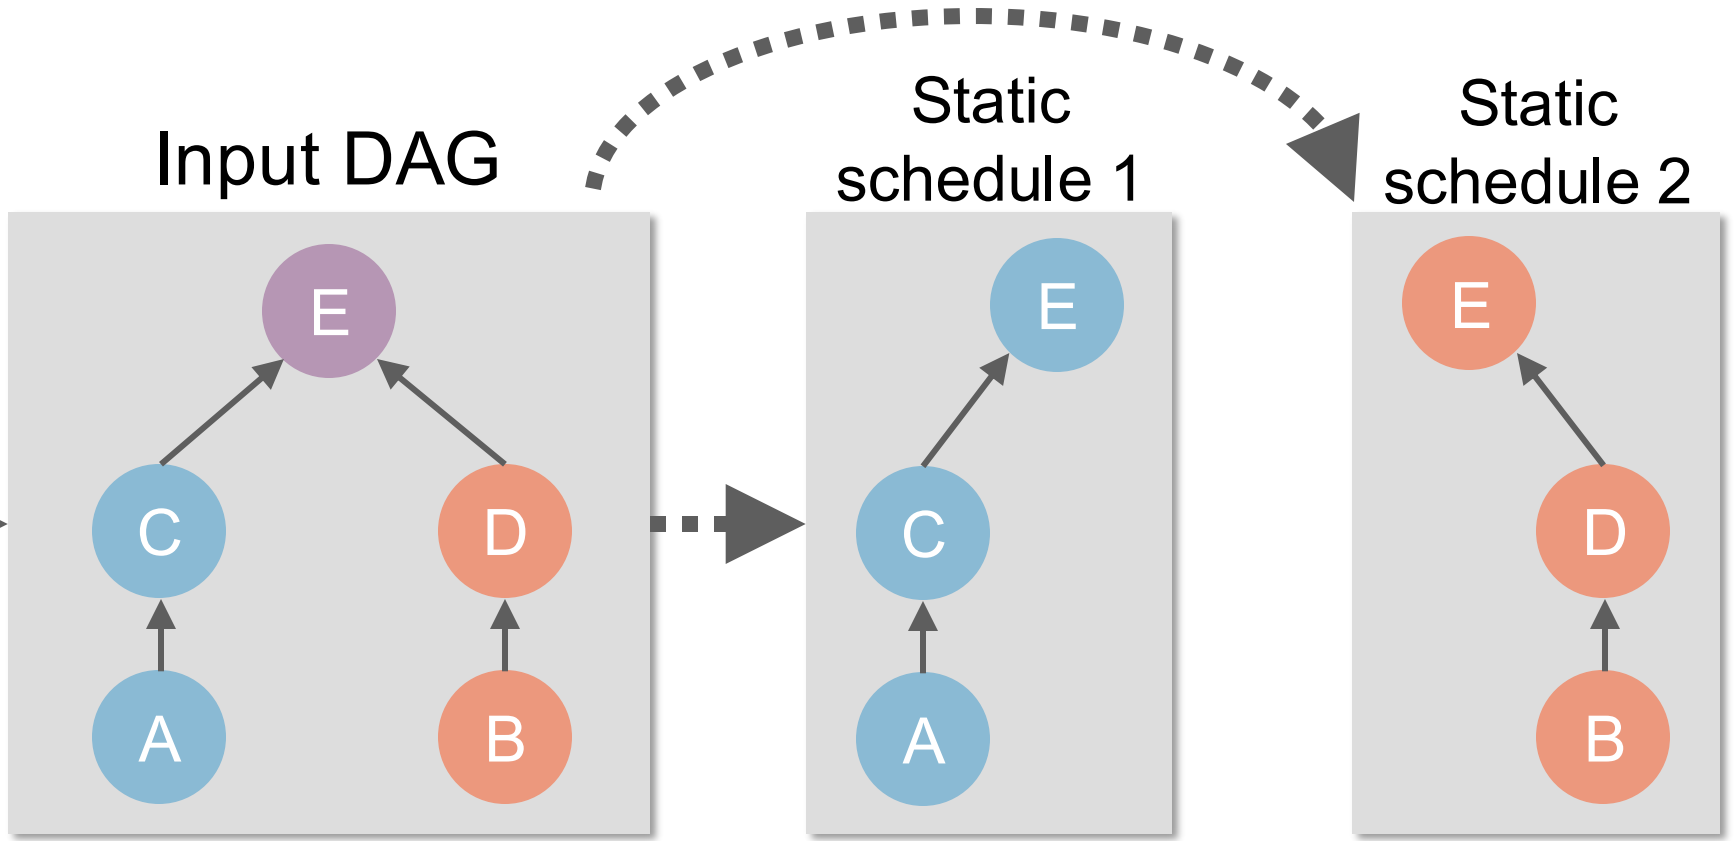 Input DAG
E
C
D
A
B
Static
schedule 1
E
C
A
Static
schedule 2
E
D
B